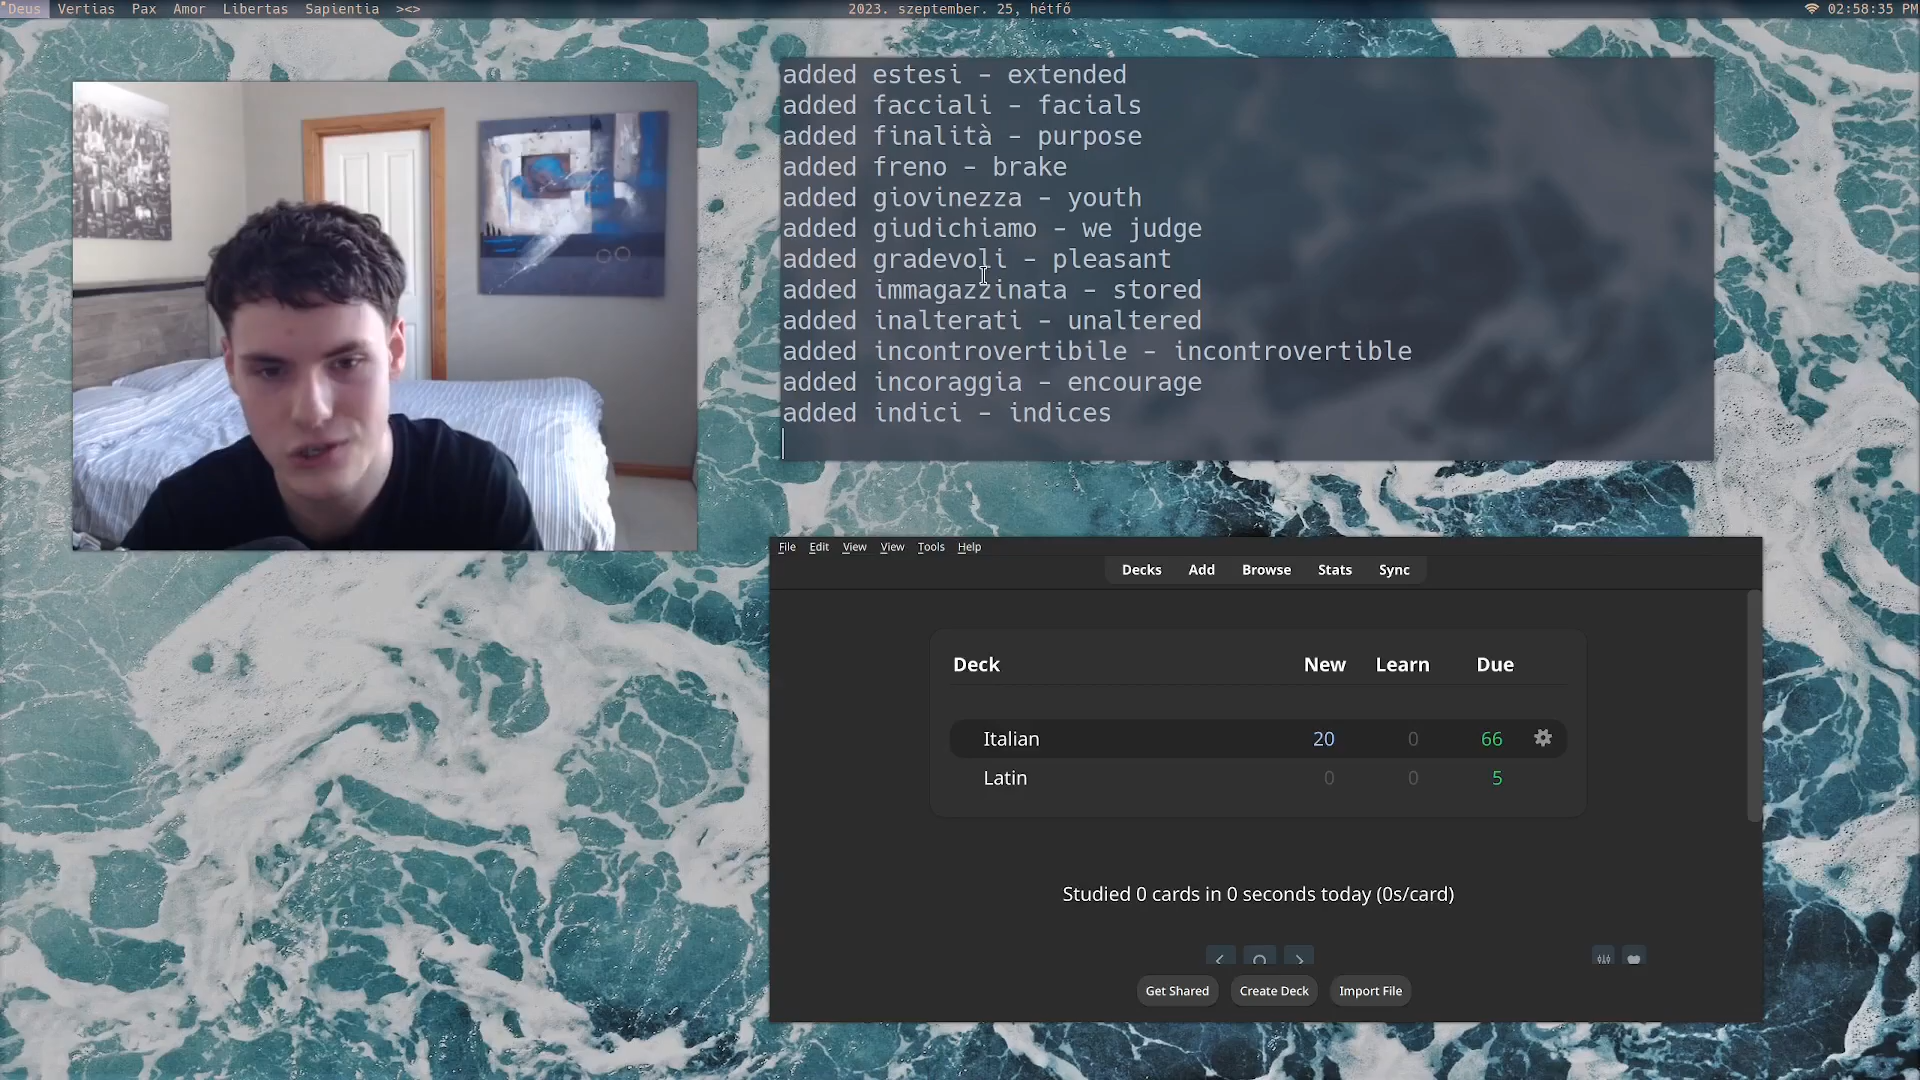 Deus Vertias Pax Amor Libertas Sapientia ><> 2023. szeptember. 25, hétfő 02:58:35 PM
added estesi - extended
added facciali - facials
added finalità - purpose
added freno - brake
added giovinezza - youth
added giudichiamo - we judge
added gradevoli - pleasant
added immagazzinata - stored
added inalterati - unaltered
added incontrovertibile - incontrovertible
added incoraggia - encourage
added indici - indices
File Edit View View Tools Help
Decks Add Browse Stats Sync
Deck New Learn Due
Italian 20 0 66
Latin 0 0 5
Studied 0 cards in 0 seconds today (0s/card)
Get Shared Create Deck Import File